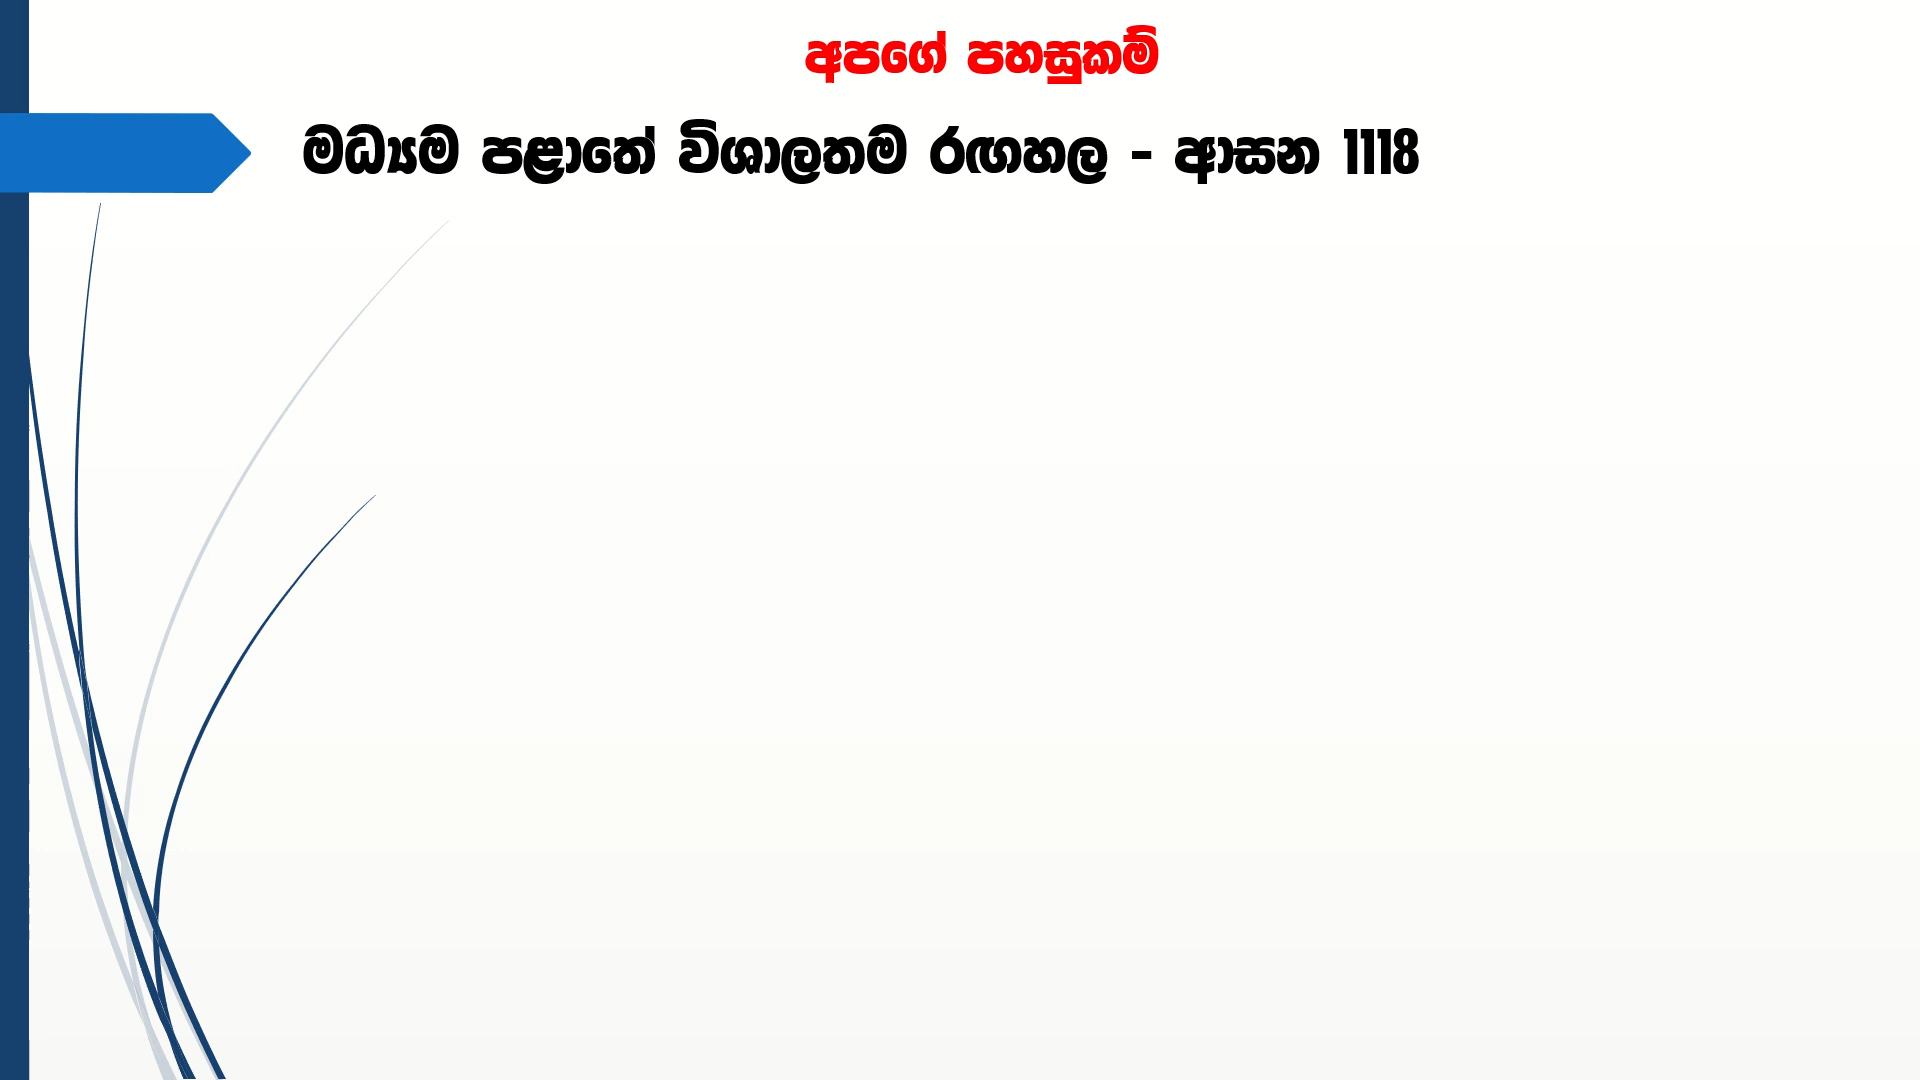 අපගේ පහසුකම්
මධ්‍යම පළාතේ විශාලතම රඟහල - ආසන 1118